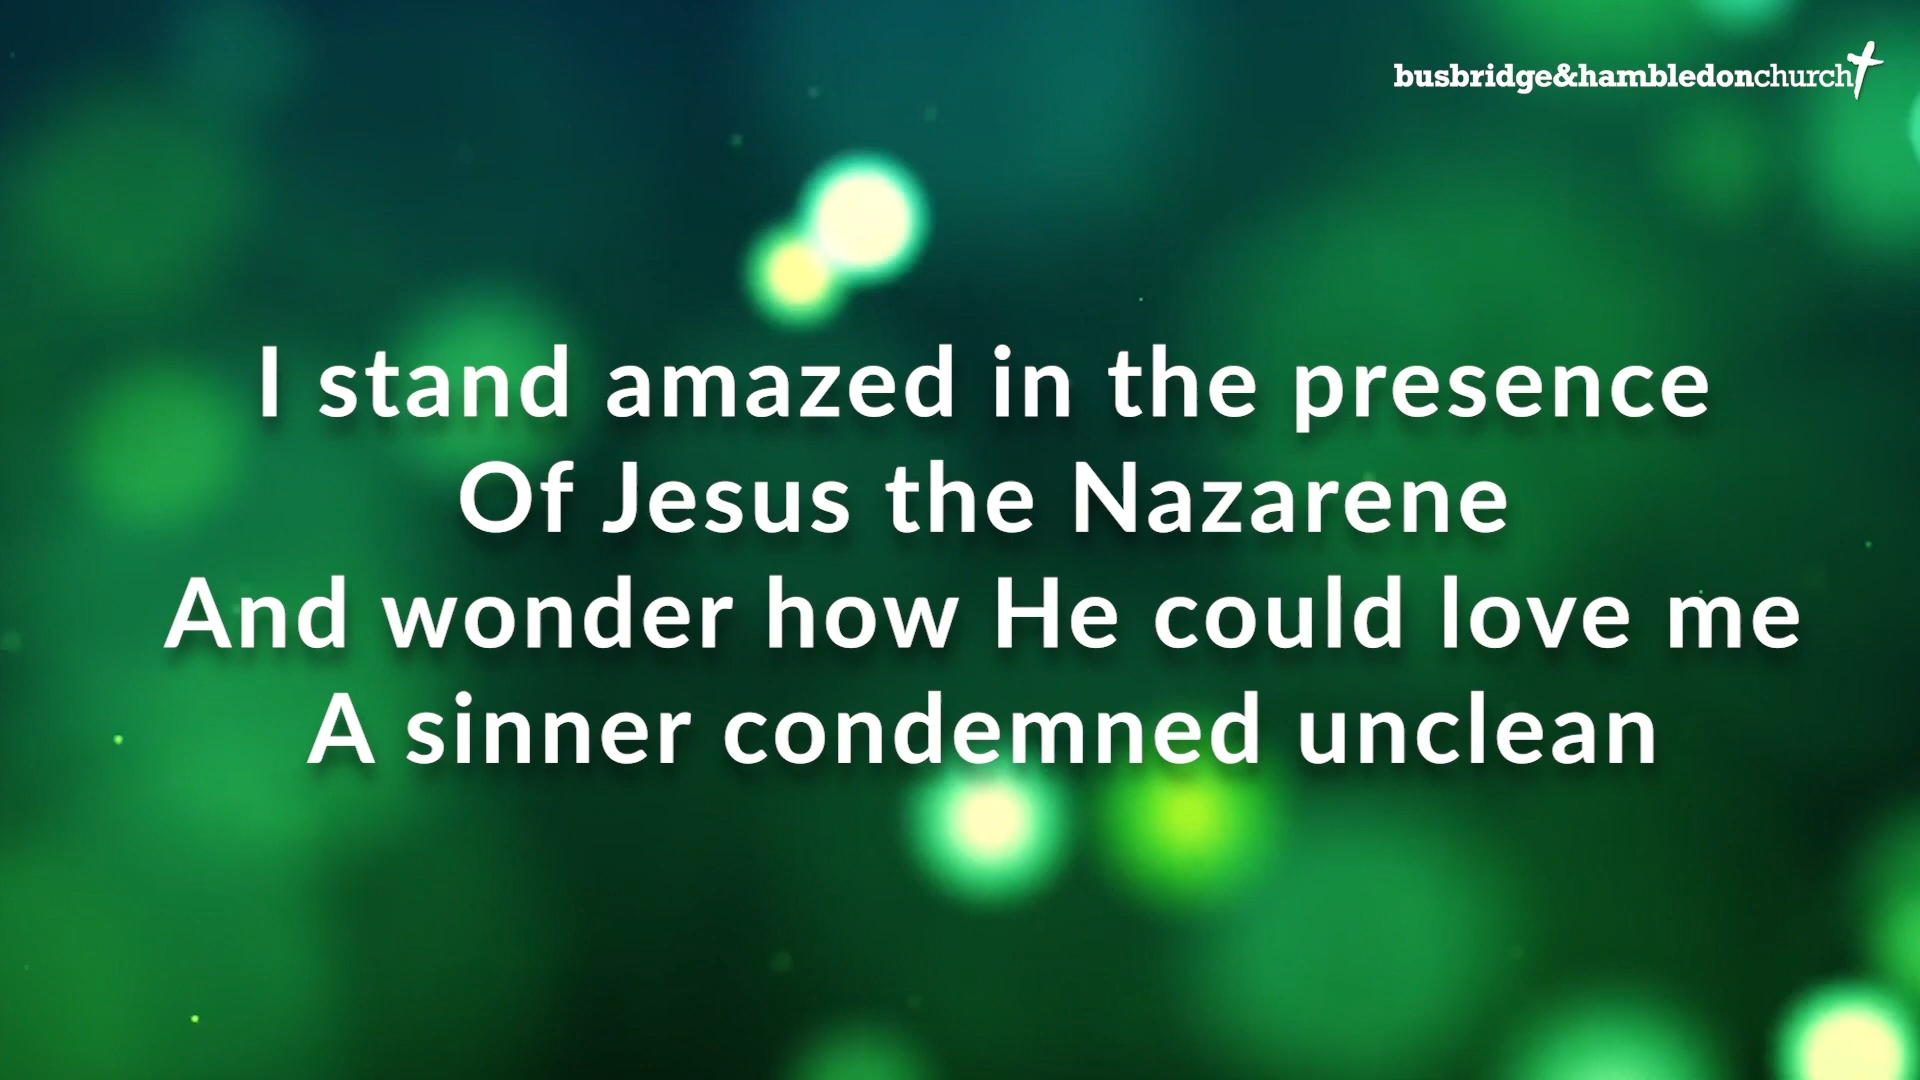 busbridge&hambledonchurch
I stand amazed in the presence
Of Jesus the Nazarene
And wonder how He could love me
A sinner condemned unclean